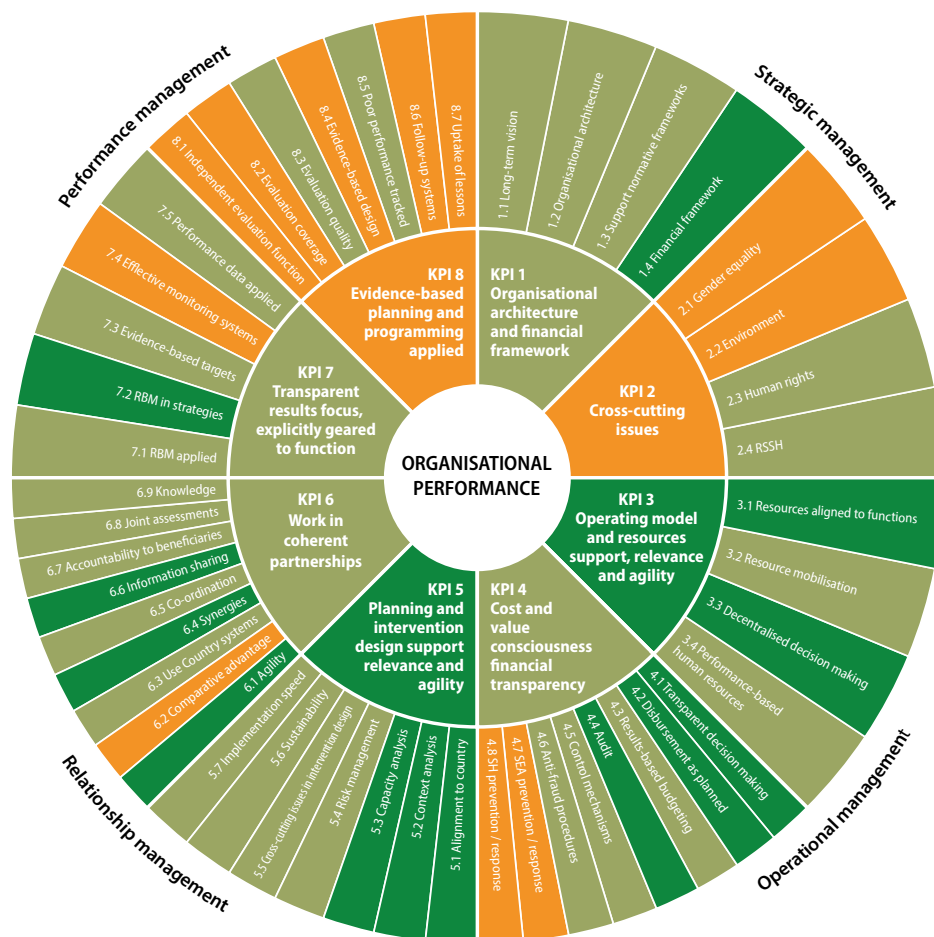 Performance management
Strategic management
Operational management
Relationship management
ORGANISATIONAL
PERFORMANCE
KPI 1
Organisational
architecture
and financial
framework
1.1 Long-term vision
1.2 Organisational architecture
1.3 Support normative frameworks
1.4 Financial framework
KPI 2
Cross-cutting
issues
2.1 Gender equality
2.2 Environment
2.3 Human rights
2.4 RSSH
KPI 3
Operating model
and resources
support, relevance
and agility
3.1 Resources aligned to functions
3.2 Resource mobilisation
3.3 Decentralised decision making
3.4 Performance-based
human resources
KPI 4
Cost and
value
consciousness
financial
transparency
4.1 Transparent decision making
4.2 Disbursement as planned
4.3 Results-based budgeting
4.4 Audit
4.5 Control mechanisms
4.6 Anti-fraud procedures
4.7 SEA prevention / response
4.8 SH prevention / response
KPI 5
Planning and
intervention
design support
relevance and
agility
5.1 Alignment to country
5.2 Context analysis
5.3 Capacity analysis
5.4 Risk management
5.5 Cross-cutting issues in intervention design
5.6 Sustainability
5.7 Implementation speed
KPI 6
Work in
coherent
partnerships
6.1 Agility
6.2 Comparative advantage
6.3 Use Country systems
6.4 Synergies
6.5 Co-ordination
6.6 Information sharing
6.7 Accountability to beneficiaries
6.8 Joint assessments
6.9 Knowledge
KPI 7
Transparent
results focus,
explicitly geared
to function
7.1 RBM applied
7.2 RBM in strategies
7.3 Evidence-based targets
7.4 Effective monitoring systems
7.5 Performance data applied
KPI 8
Evidence-based
planning and
programming
applied
8.1 Independent evaluation function
8.2 Evaluation coverage
8.3 Evaluation quality
8.4 Evidence-based design
8.5 Poor performance tracked
8.6 Follow-up systems
8.7 Uptake of lessons